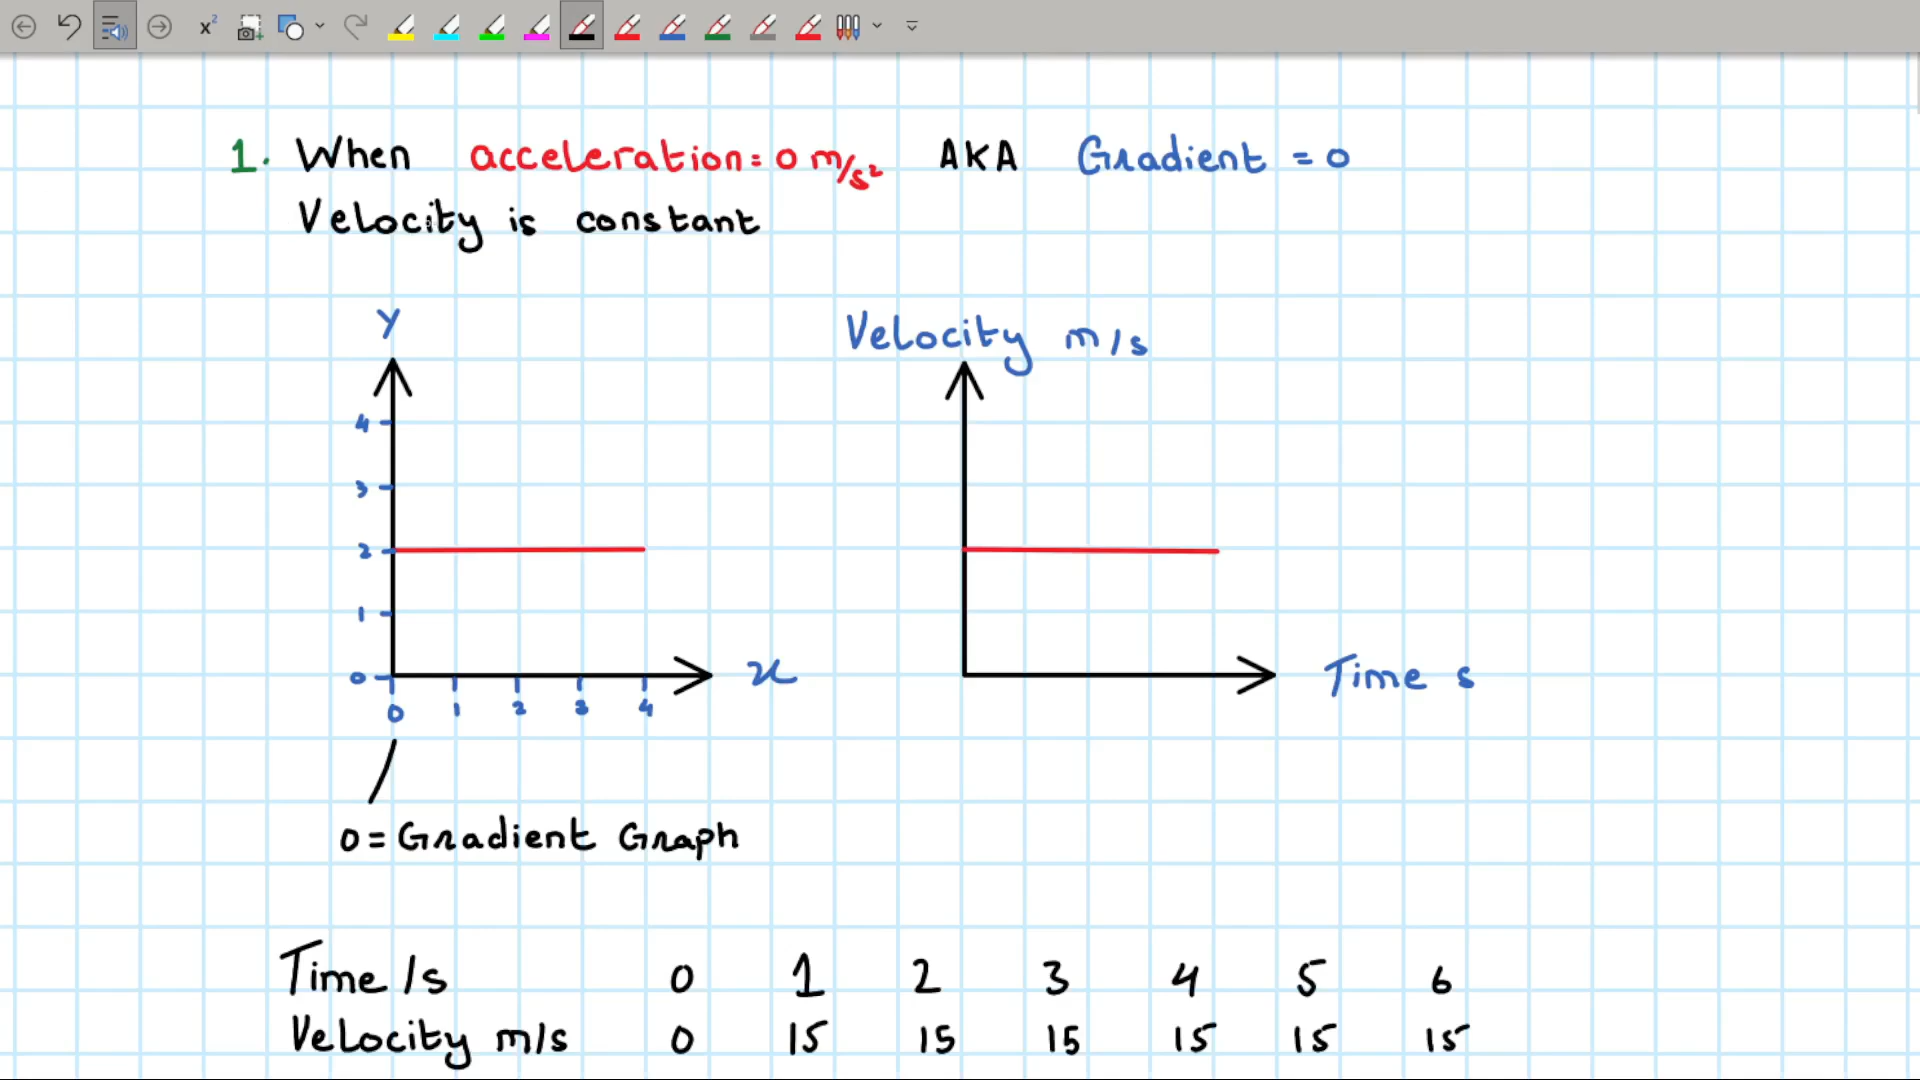 1. When acceleration = 0 m/s² AKA Gradient = 0
Velocity is constant
Y
4
3
2
1
0
0 1 2 3 4
x
Velocity m/s
Time s
0 = Gradient Graph
Time /s 0 1 2 3 4 5 6
Velocity m/s 0 15 15 15 15 15 15